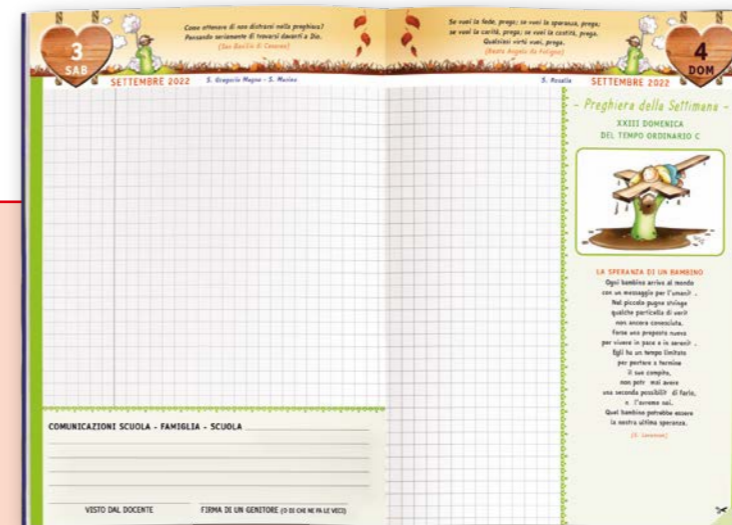 3
SAB
Come ottenere di non distrarsi nella preghiera?
Pensando seriamente di trovarsi davanti a Dio.
(San Basilio di Cesarea)
SETTEMBRE 2022
S. Gregorio Magno - S. Marino
COMUNICAZIONI SCUOLA - FAMIGLIA - SCUOLA
VISTO DAL DOCENTE
FIRMA DI UN GENITORE (O DI CHI NE FA LE VECI)
Se vuoi la fede, prega; se vuoi la speranza, prega;
se vuoi la carità, prega; se vuoi la castità, prega.
Qualsiasi virtù vuoi, prega.
(Beata Angela da Foligno)
4
DOM
S. Rosalia
SETTEMBRE 2022
- Preghiera della Settimana -
XXIII DOMENICA
DEL TEMPO ORDINARIO C
LA SPERANZA DI UN BAMBINO
Ogni bambino arriva al mondo
con un messaggio per l'umanit .
Nel piccolo pugno stringe
qualche particella di verit
non ancora conosciuta,
forse una proposta nuova
per vivere in pace e in serenit .
Egli ha un tempo limitato
per portare a termine
il suo compito,
non potr mai avere
una seconda possibilit di farlo,
e l'avremo noi.
Quel bambino potrebbe essere
la nostra ultima speranza.